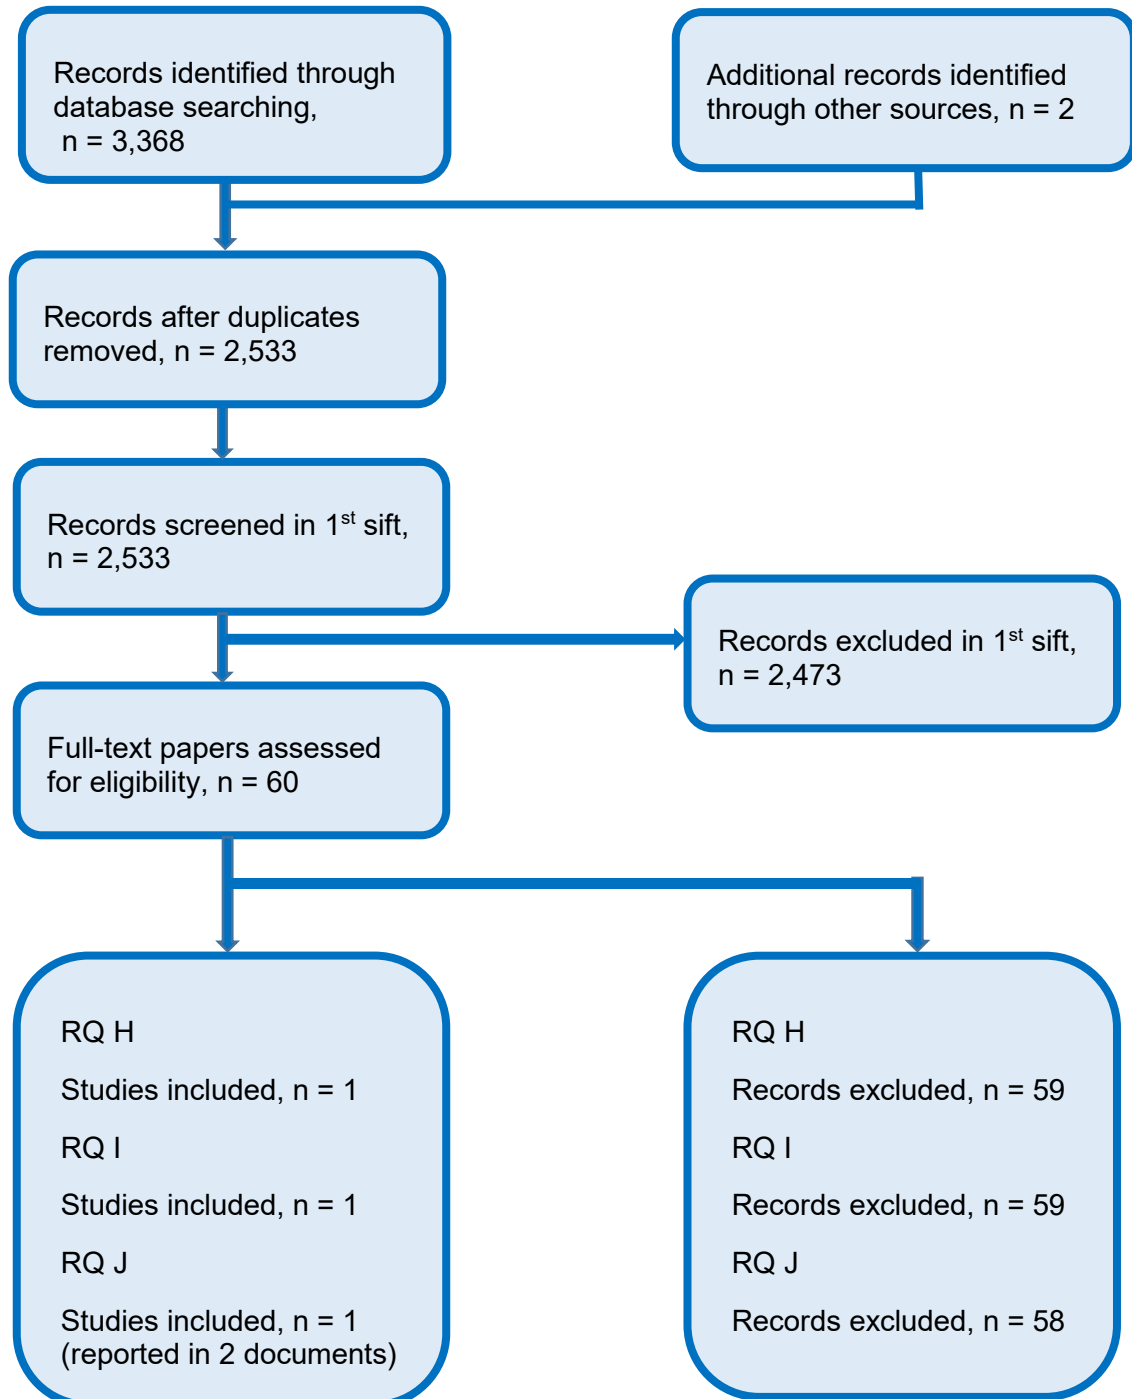 Records identified through
database searching,
n = 3,368
Additional records identified
through other sources, n = 2
Records after duplicates
removed, n = 2,533
Records screened in 1st sift,
n = 2,533
Records excluded in 1st sift,
n = 2,473
Full-text papers assessed
for eligibility, n = 60
RQ H
Studies included, n = 1
RQ I
Studies included, n = 1
RQ J
Studies included, n = 1
(reported in 2 documents)
RQ H
Records excluded, n = 59
RQ I
Records excluded, n = 59
RQ J
Records excluded, n = 58